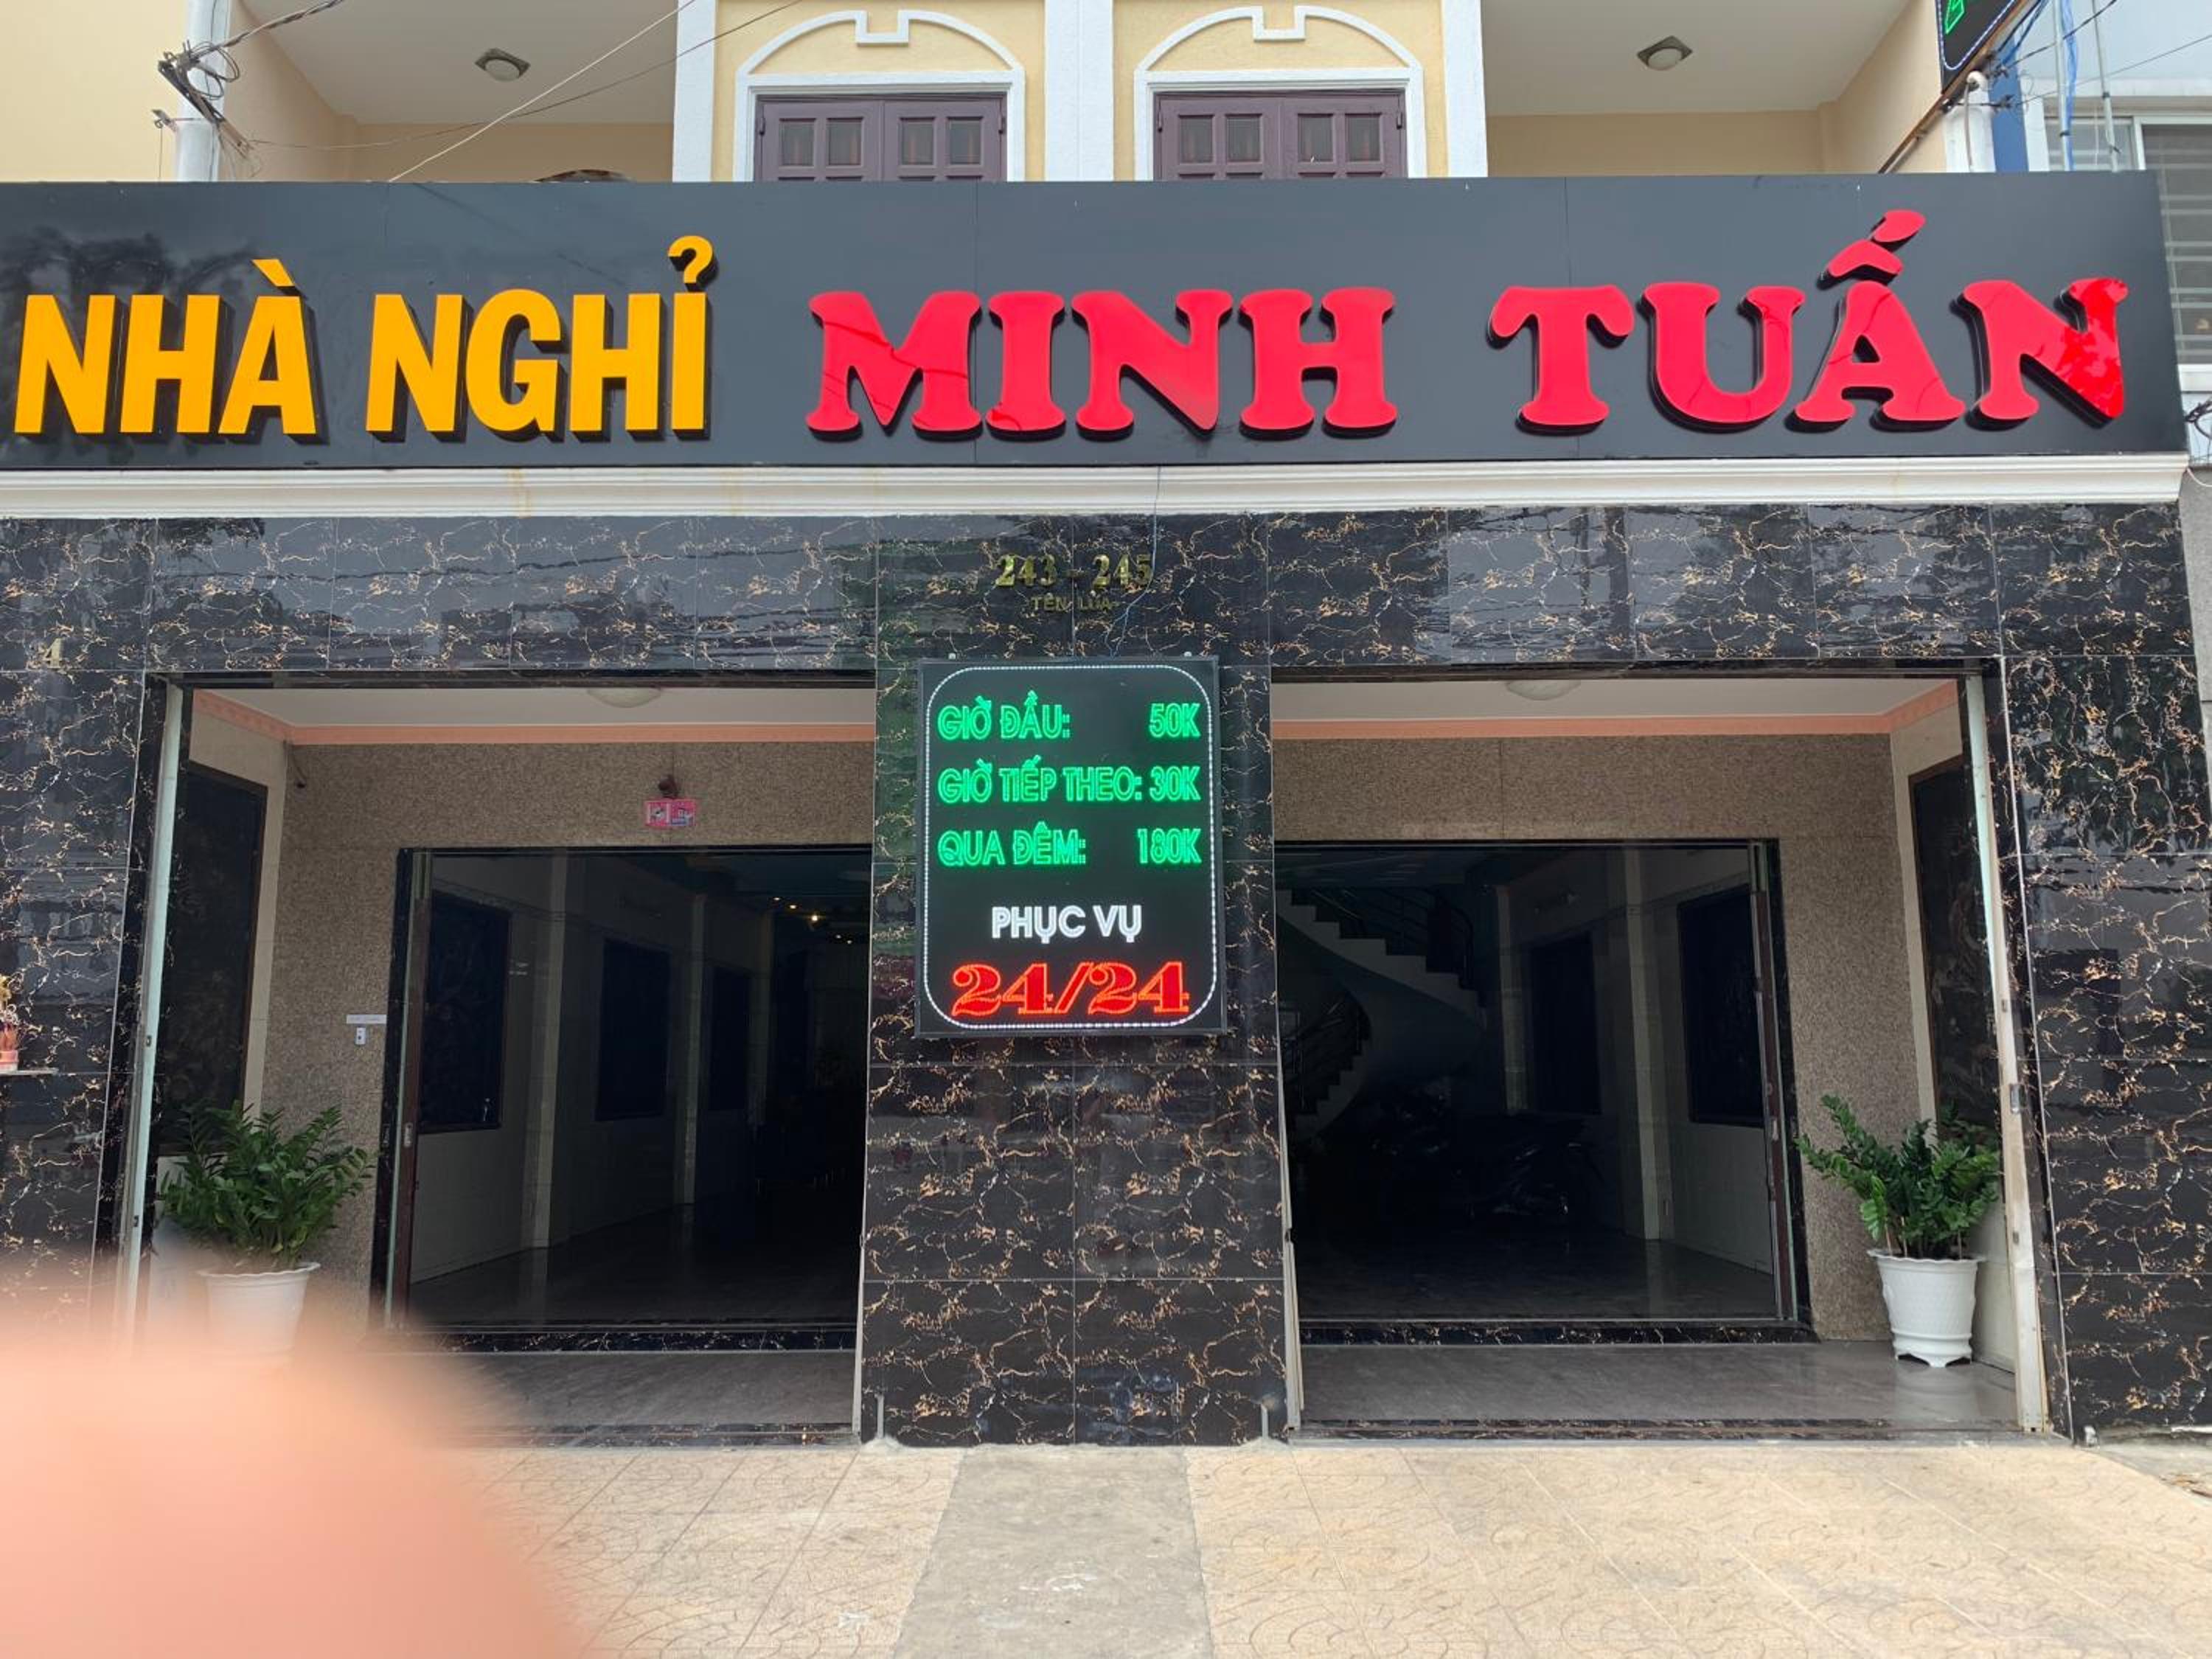 NHÀ NGHỈ MINH TUẤN
243 - 245
TÊN LỬA
GIỜ ĐẦU: 50K
GIỜ TIẾP THEO: 30K
QUA ĐÊM: 180K
PHỤC VỤ
24/24